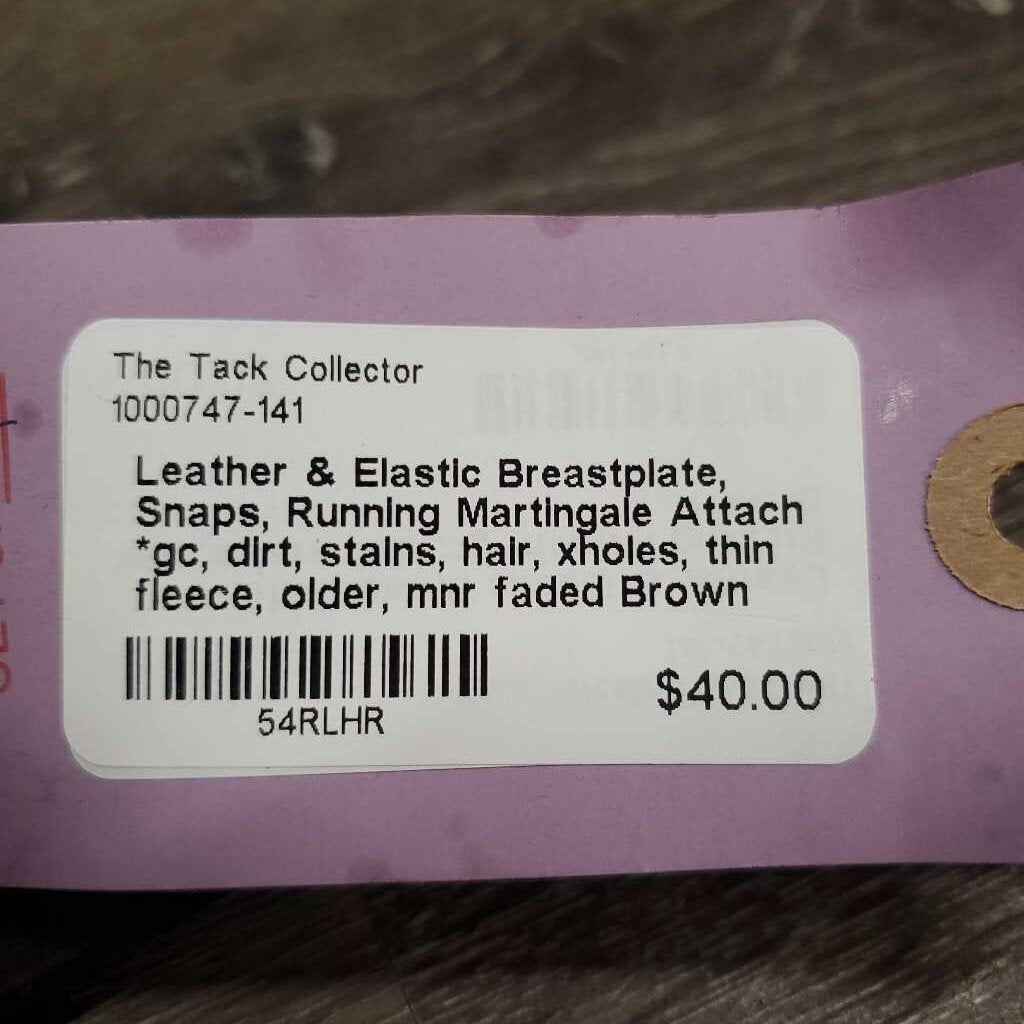 The Tack Collector
1000747-141
Leather & Elastic Breastplate,
Snaps, Running Martingale Attach
*gc, dirt, stains, hair, xholes, thin
fleece, older, mnr faded Brown
54RLHR
$40.00